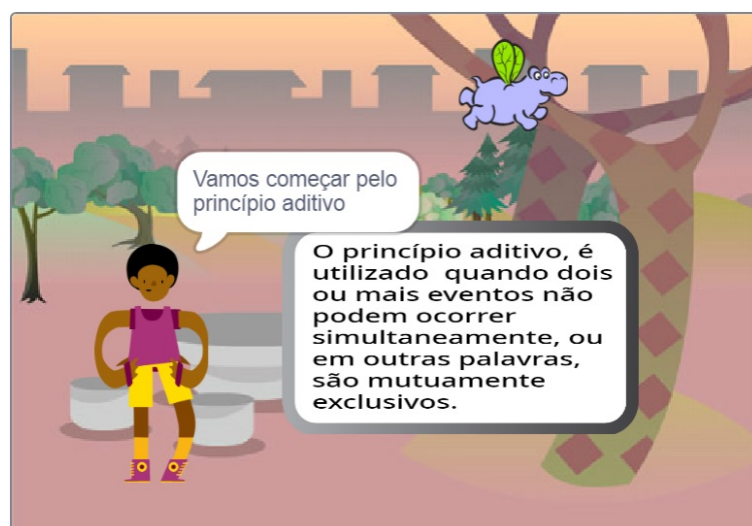 Vamos começar pelo
princípio aditivo
O princípio aditivo, é
utilizado  quando dois
ou mais eventos não
podem ocorrer
simultaneamente, ou
em outras palavras,
são mutuamente
exclusivos.